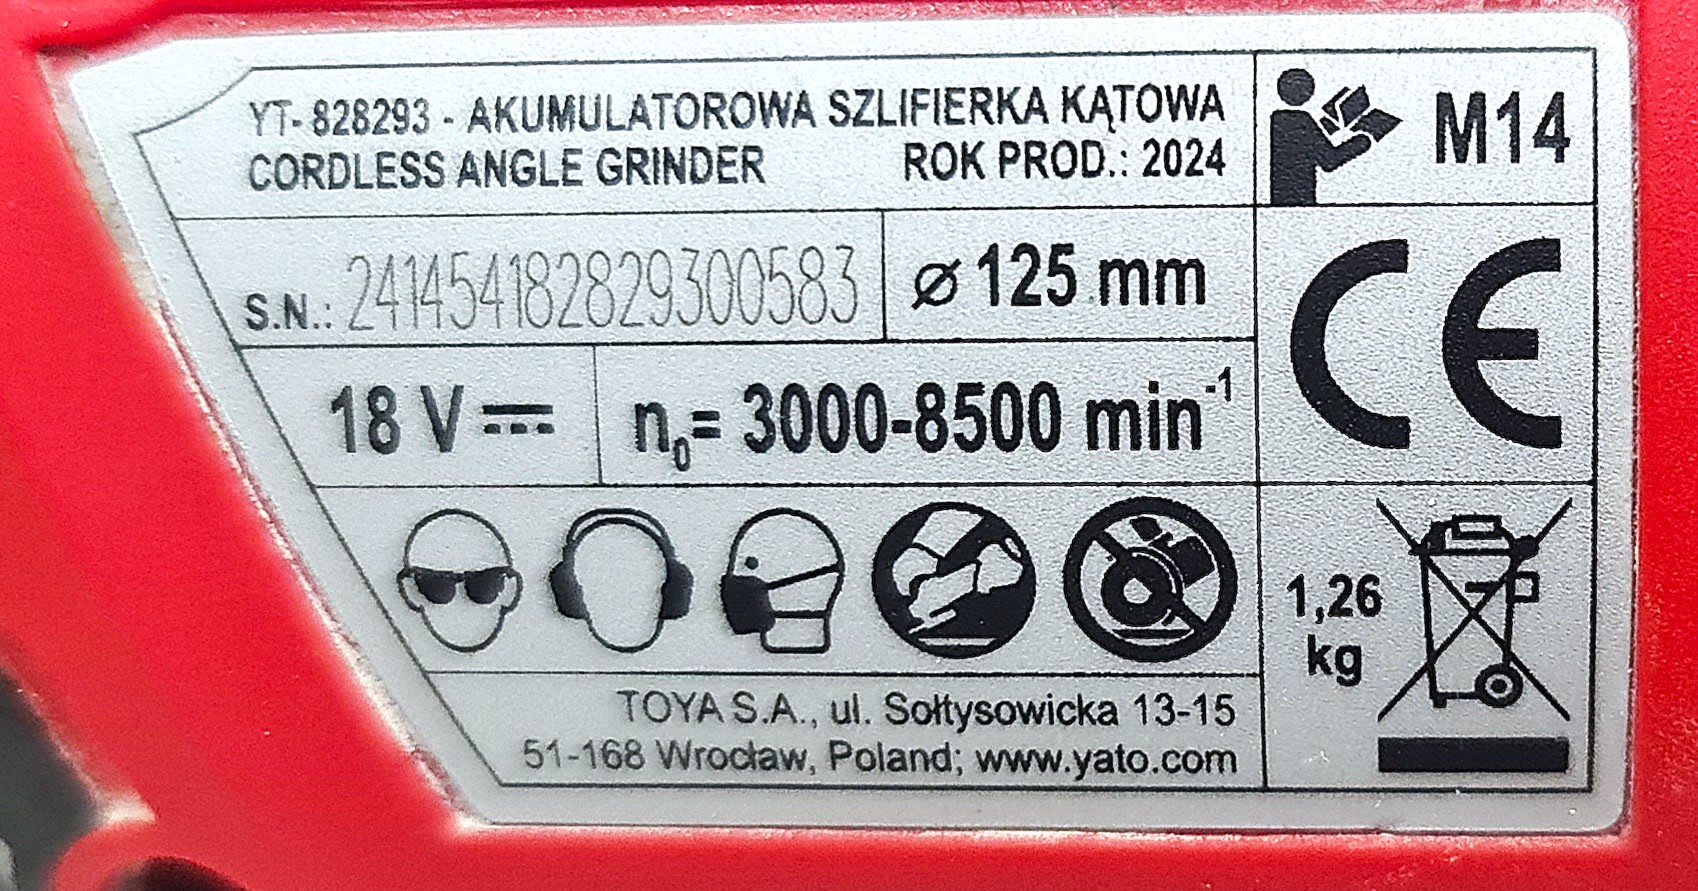 YT- 828293 - AKUMULATOROWA SZLIFIERKA KĄTOWA
CORDLESS ANGLE GRINDER ROK PROD.: 2024
M14
S.N.: 241454182829300583
ø 125 mm
CE
18 V
n₀= 3000-8500 min⁻¹
1,26
kg
TOYA S.A., ul. Sołtysowicka 13-15
51-168 Wrocław, Poland; www.yato.com